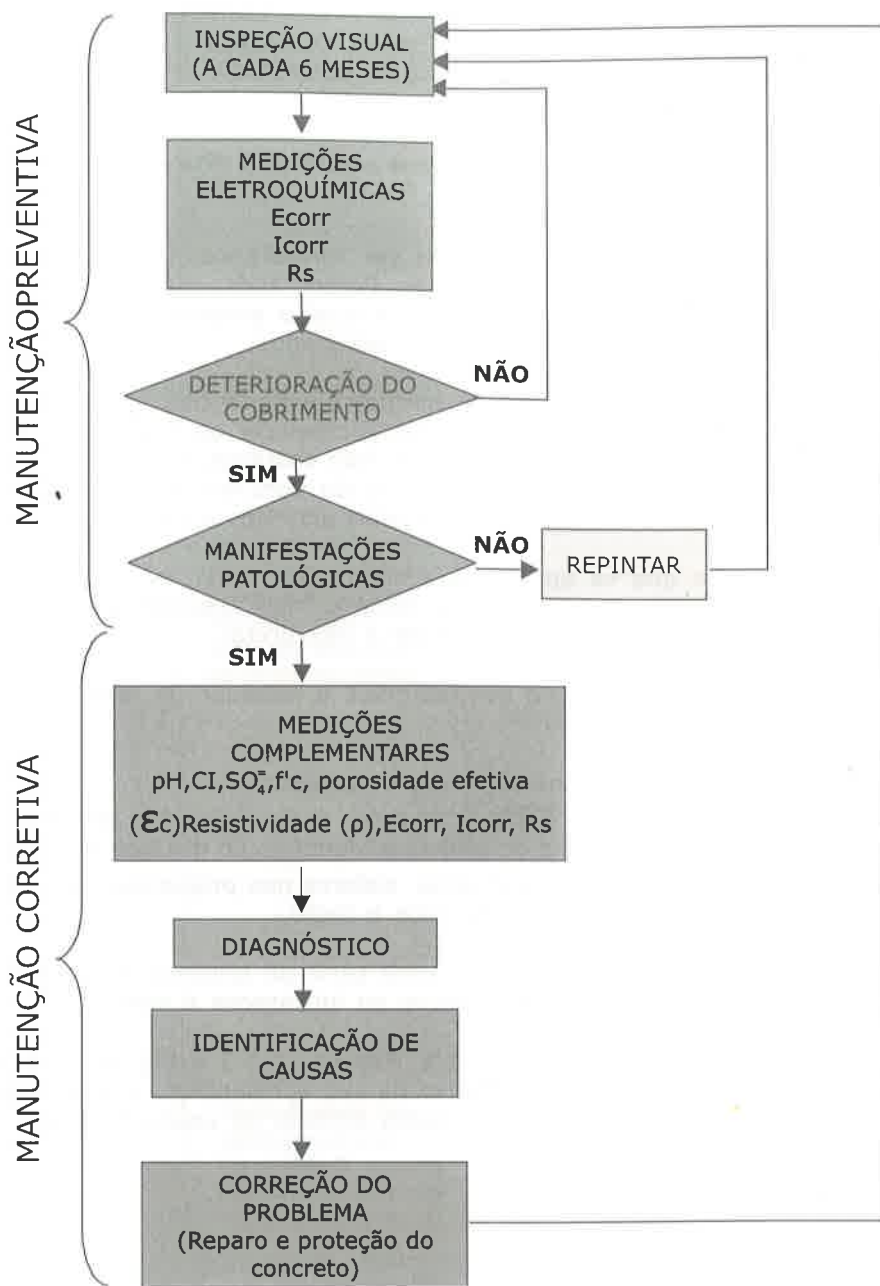 MANUTENÇÃOPREVENTIVA
INSPEÇÃO VISUAL
(A CADA 6 MESES)
MEDIÇÕES
ELETROQUÍMICAS
Ecorr
Icorr
Rs
DETERIORAÇÃO DO
COBRIMENTO
NÃO
SIM
MANIFESTAÇÕES
PATOLÓGICAS
NÃO
REPINTAR
SIM
MANUTENÇÃO CORRETIVA
MEDIÇÕES
COMPLEMENTARES
pH,CI,SO₄⁼,f'c, porosidade efetiva
(Ɛc)Resistividade (ρ),Ecorr, Icorr, Rs
DIAGNÓSTICO
IDENTIFICAÇÃO DE
CAUSAS
CORREÇÃO DO
PROBLEMA
(Reparo e proteção do
concreto)